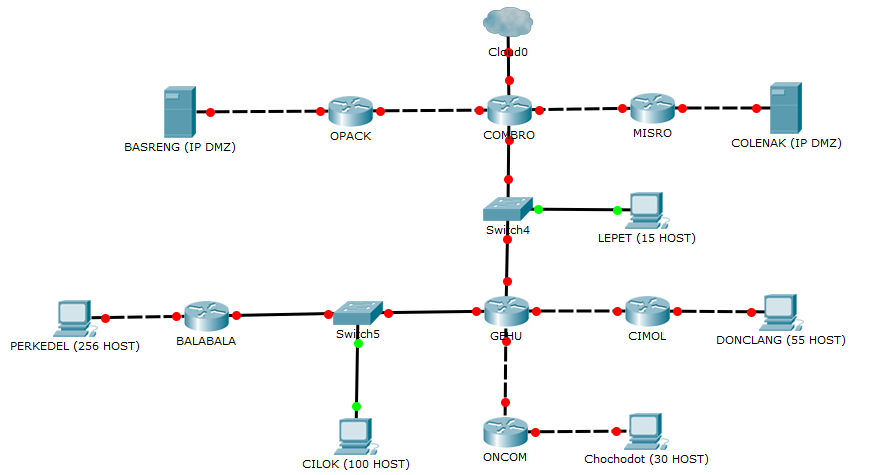 Cloud0
BASRENG (IP DMZ)
OPACK
COMBRO
MISRO
COLENAK (IP DMZ)
Switch4
LEPET (15 HOST)
PERKEDEL (256 HOST)
BALABALA
Switch5
GEHU
CIMOL
DONCLANG (55 HOST)
CILOK (100 HOST)
ONCOM
Chochodot (30 HOST)